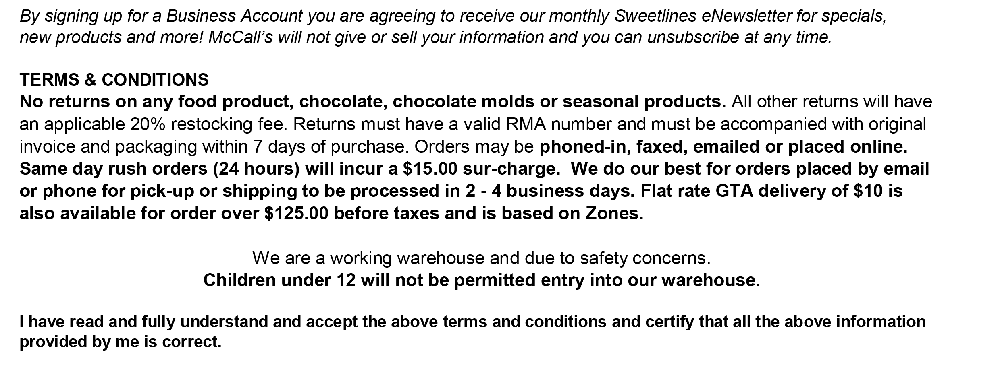 By signing up for a Business Account you are agreeing to receive our monthly Sweetlines eNewsletter for specials,
new products and more! McCall’s will not give or sell your information and you can unsubscribe at any time.
TERMS & CONDITIONS
No returns on any food product, chocolate, chocolate molds or seasonal products. All other returns will have
an applicable 20% restocking fee. Returns must have a valid RMA number and must be accompanied with original
invoice and packaging within 7 days of purchase. Orders may be phoned-in, faxed, emailed or placed online.
Same day rush orders (24 hours) will incur a $15.00 sur-charge.  We do our best for orders placed by email
or phone for pick-up or shipping to be processed in 2 - 4 business days. Flat rate GTA delivery of $10 is
also available for order over $125.00 before taxes and is based on Zones.
We are a working warehouse and due to safety concerns.
Children under 12 will not be permitted entry into our warehouse.
I have read and fully understand and accept the above terms and conditions and certify that all the above information
provided by me is correct.